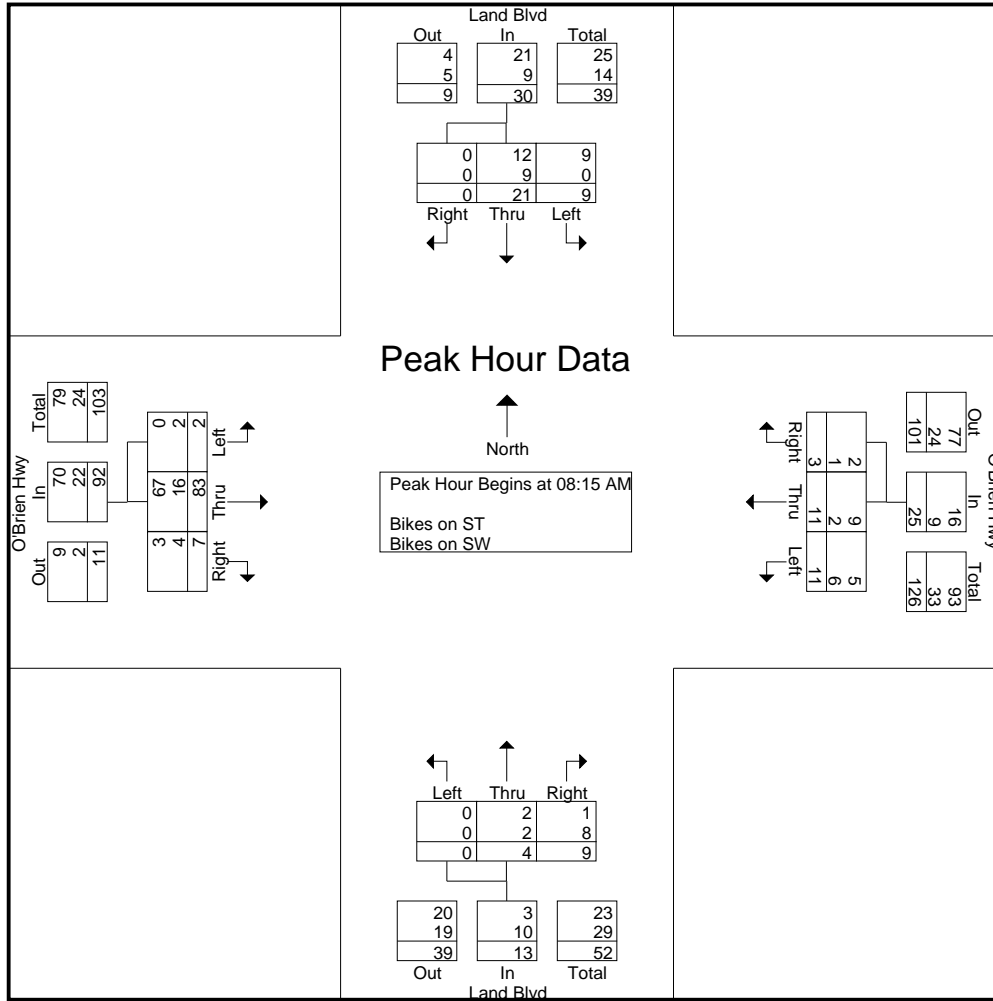 Land Blvd
Out In Total
4 21 25
5 9 14
9 30 39
0 12 9
0 9 0
0 21 9
Right Thru Left
Peak Hour Data
North
Peak Hour Begins at 08:15 AM
Bikes on ST
Bikes on SW
O'Brien Hwy
Total In Out
79 70 9
24 22 2
103 92 11
0 67 3
2 16 4
2 83 7
Left Thru Right
O'Brien Hwy
Out In Total
77 16 93
24 9 33
101 25 126
2 9 5
1 2 6
3 11 11
Right Thru Left
Left Thru Right
0 2 1
0 2 8
0 4 9
20 3 23
19 10 29
39 13 52
Out In Total
Land Blvd